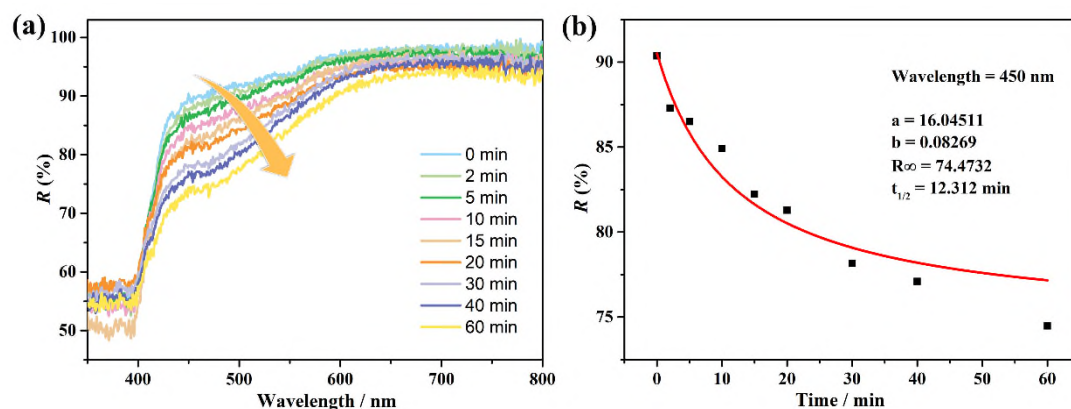 (a)
100
90
80
70
60
50
R (%)
400
500
600
700
800
Wavelength / nm
0 min
2 min
5 min
10 min
15 min
20 min
30 min
40 min
60 min
(b)
90
85
80
75
R (%)
0
10
20
30
40
50
60
Time / min
Wavelength = 450 nm
a = 16.04511
b = 0.08269
R∞ = 74.4732
t1/2 = 12.312 min